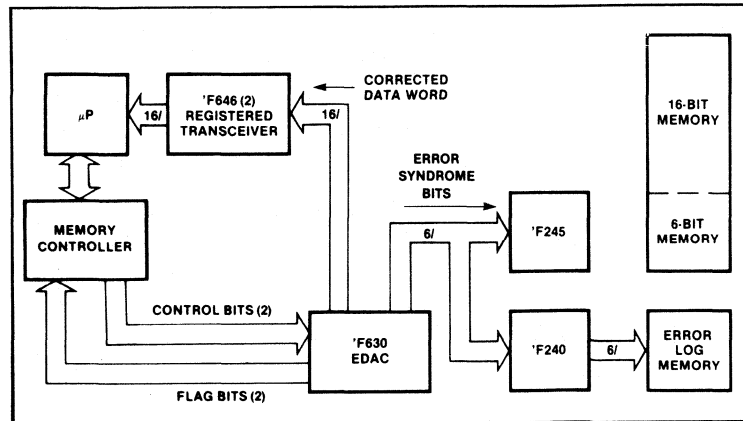 μP
16/
'F646 (2)
REGISTERED
TRANSCEIVER
16/
CORRECTED
DATA WORD
16-BIT
MEMORY
6-BIT
MEMORY
MEMORY
CONTROLLER
ERROR
SYNDROME
BITS
6/
'F245
CONTROL BITS (2)
'F630
EDAC
FLAG BITS (2)
'F240
6/
ERROR
LOG
MEMORY